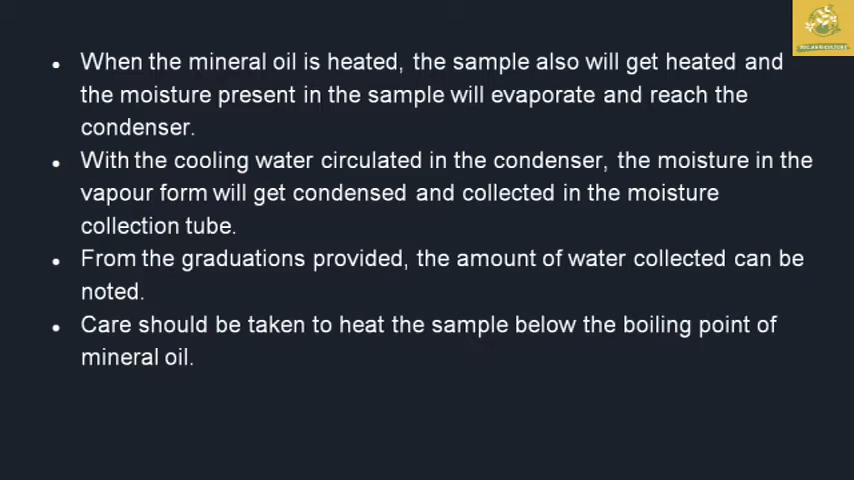 • When the mineral oil is heated, the sample also will get heated and
the moisture present in the sample will evaporate and reach the
condenser.
• With the cooling water circulated in the condenser, the moisture in the
vapour form will get condensed and collected in the moisture
collection tube.
• From the graduations provided, the amount of water collected can be
noted.
• Care should be taken to heat the sample below the boiling point of
mineral oil.